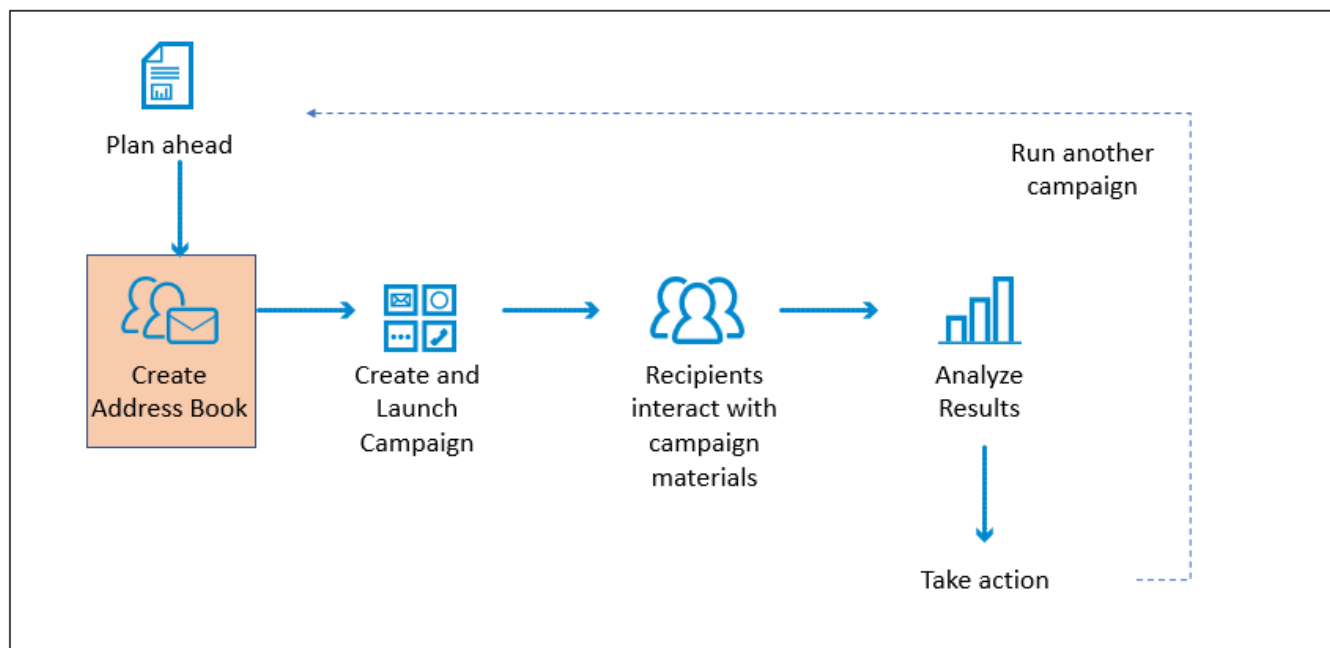 Plan ahead
Run another
campaign
Create
Address Book
Create and
Launch
Campaign
Recipients
interact with
campaign
materials
Analyze
Results
Take action